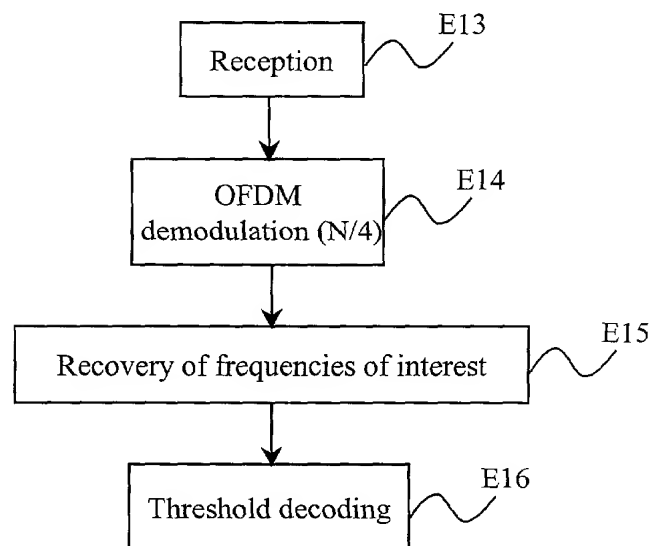 E13
Reception
E14
OFDM
demodulation (N/4)
E15
Recovery of frequencies of interest
E16
Threshold decoding